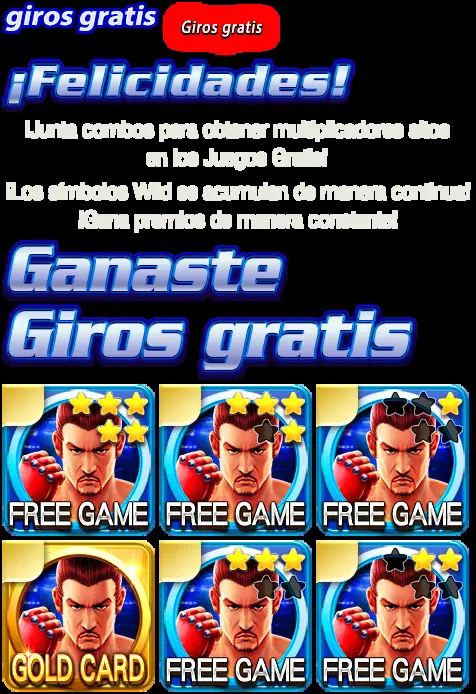 giros gratis
Giros gratis
¡Felicidades!
¡Junta combos para obtener multiplicadores altos
en los Juegos Gratis!
¡Los símbolos Wild se acumulan de manera continua!
¡Gana premios de manera constante!
Ganaste
Giros gratis
FREE GAME FREE GAME FREE GAME
GOLD CARD FREE GAME FREE GAME